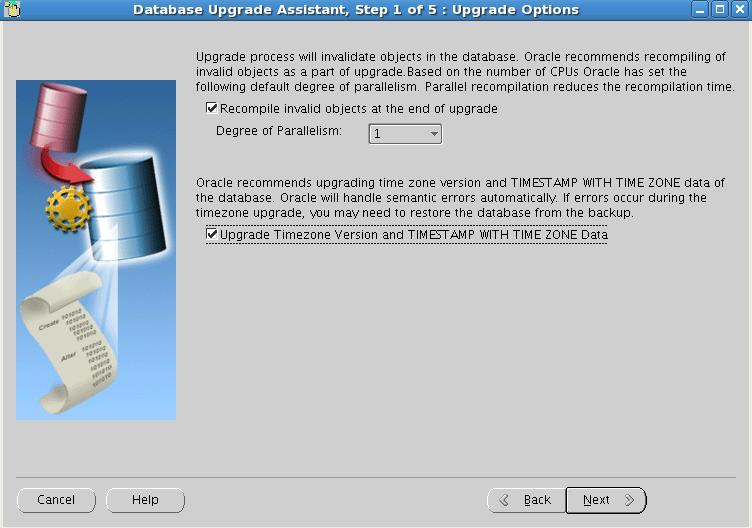 Database Upgrade Assistant, Step 1 of 5 : Upgrade Options
Upgrade process will invalidate objects in the database. Oracle recommends recompiling of
invalid objects as a part of upgrade.Based on the number of CPUs Oracle has set the
following default degree of parallelism. Parallel recompilation reduces the recompilation time.
Recompile invalid objects at the end of upgrade
Degree of Parallelism: 1
Oracle recommends upgrading time zone version and TIMESTAMP WITH TIME ZONE data of
the database. Oracle will handle semantic errors automatically. If errors occur during the
timezone upgrade, you may need to restore the database from the backup.
Upgrade Timezone Version and TIMESTAMP WITH TIME ZONE Data
Create 101010
101010
101010
101010
Alter 101010
101010
101010
101010
Cancel Help Back Next